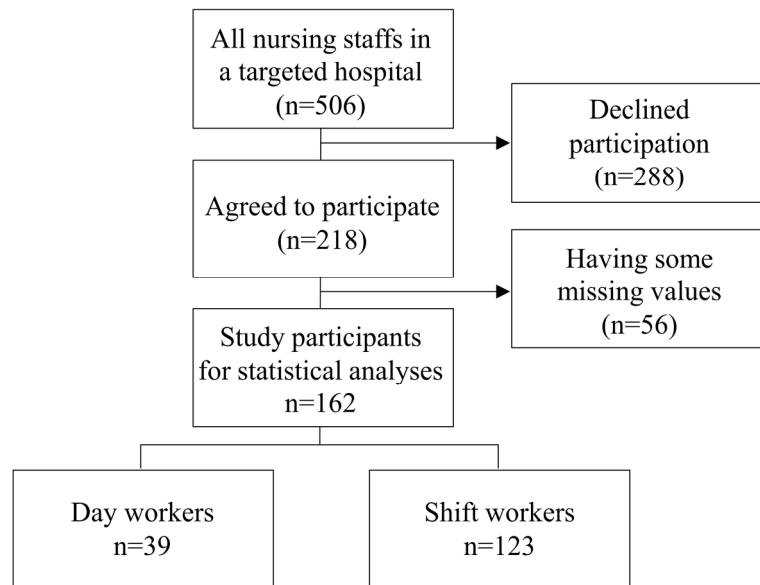 All nursing staffs in
a targeted hospital
(n=506)
Declined
participation
(n=288)
Agreed to participate
(n=218)
Having some
missing values
(n=56)
Study participants
for statistical analyses
n=162
Day workers
n=39
Shift workers
n=123